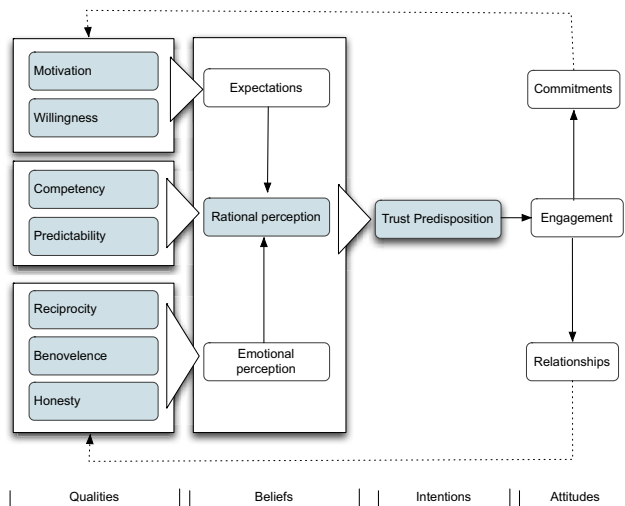 Motivation
Willingness
Expectations
Commitments
Competency
Predictability
Rational perception
Trust Predisposition
Engagement
Reciprocity
Benovelence
Honesty
Emotional
perception
Relationships
Qualities
Beliefs
Intentions
Attitudes